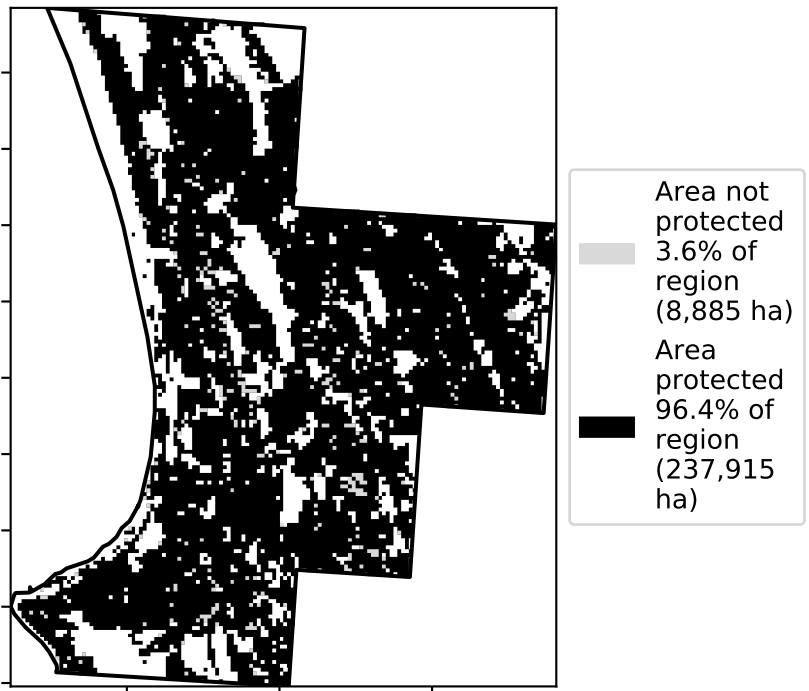 Area not
protected
3.6% of
region
(8,885 ha)
Area
protected
96.4% of
region
(237,915
ha)